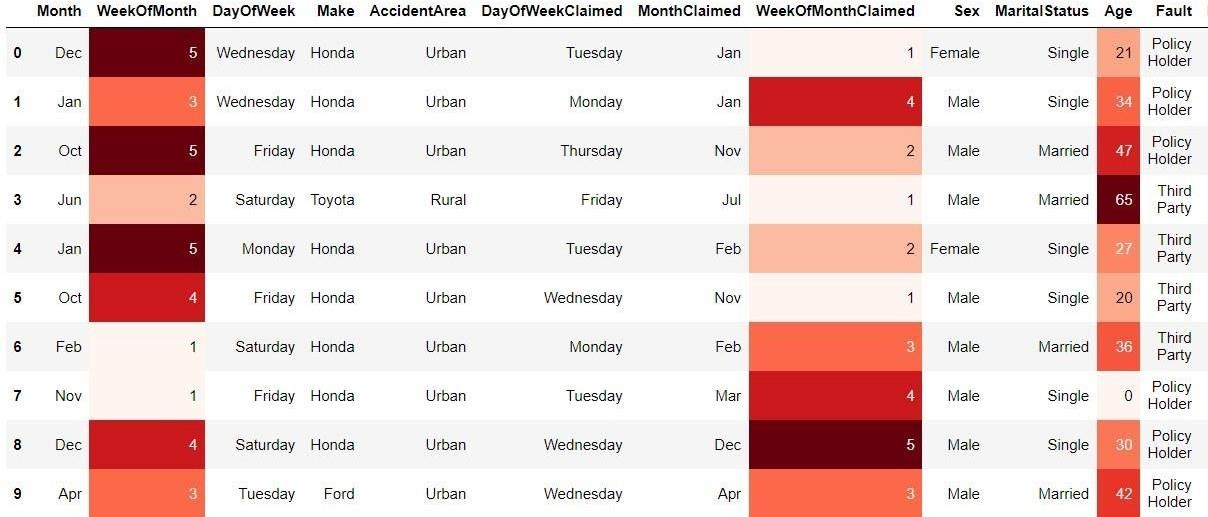 Month WeekOfMonth DayOfWeek Make AccidentArea DayOfWeekClaimed MonthClaimed WeekOfMonthClaimed Sex MaritalStatus Age Fault
0 Dec 5 Wednesday Honda Urban Tuesday Jan 1 Female Single 21 Policy Holder
1 Jan 3 Wednesday Honda Urban Monday Jan 4 Male Single 34 Policy Holder
2 Oct 5 Friday Honda Urban Thursday Nov 2 Male Married 47 Policy Holder
3 Jun 2 Saturday Toyota Rural Friday Jul 1 Male Married 65 Third Party
4 Jan 5 Monday Honda Urban Tuesday Feb 2 Female Single 27 Third Party
5 Oct 4 Friday Honda Urban Wednesday Nov 1 Male Single 20 Third Party
6 Feb 1 Saturday Honda Urban Monday Feb 3 Male Married 36 Third Party
7 Nov 1 Friday Honda Urban Tuesday Mar 4 Male Single 0 Policy Holder
8 Dec 4 Saturday Honda Urban Wednesday Dec 5 Male Single 30 Policy Holder
9 Apr 3 Tuesday Ford Urban Wednesday Apr 3 Male Married 42 Policy Holder